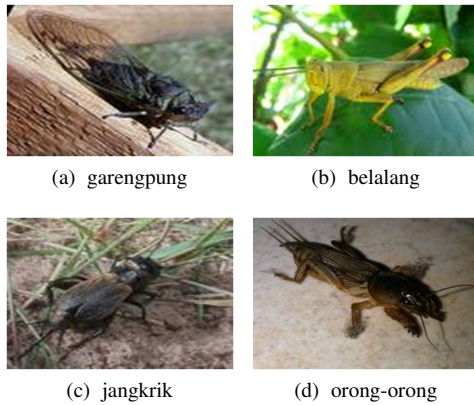 (a) garengpung
(b) belalang
(c) jangkrik
(d) orong-orong